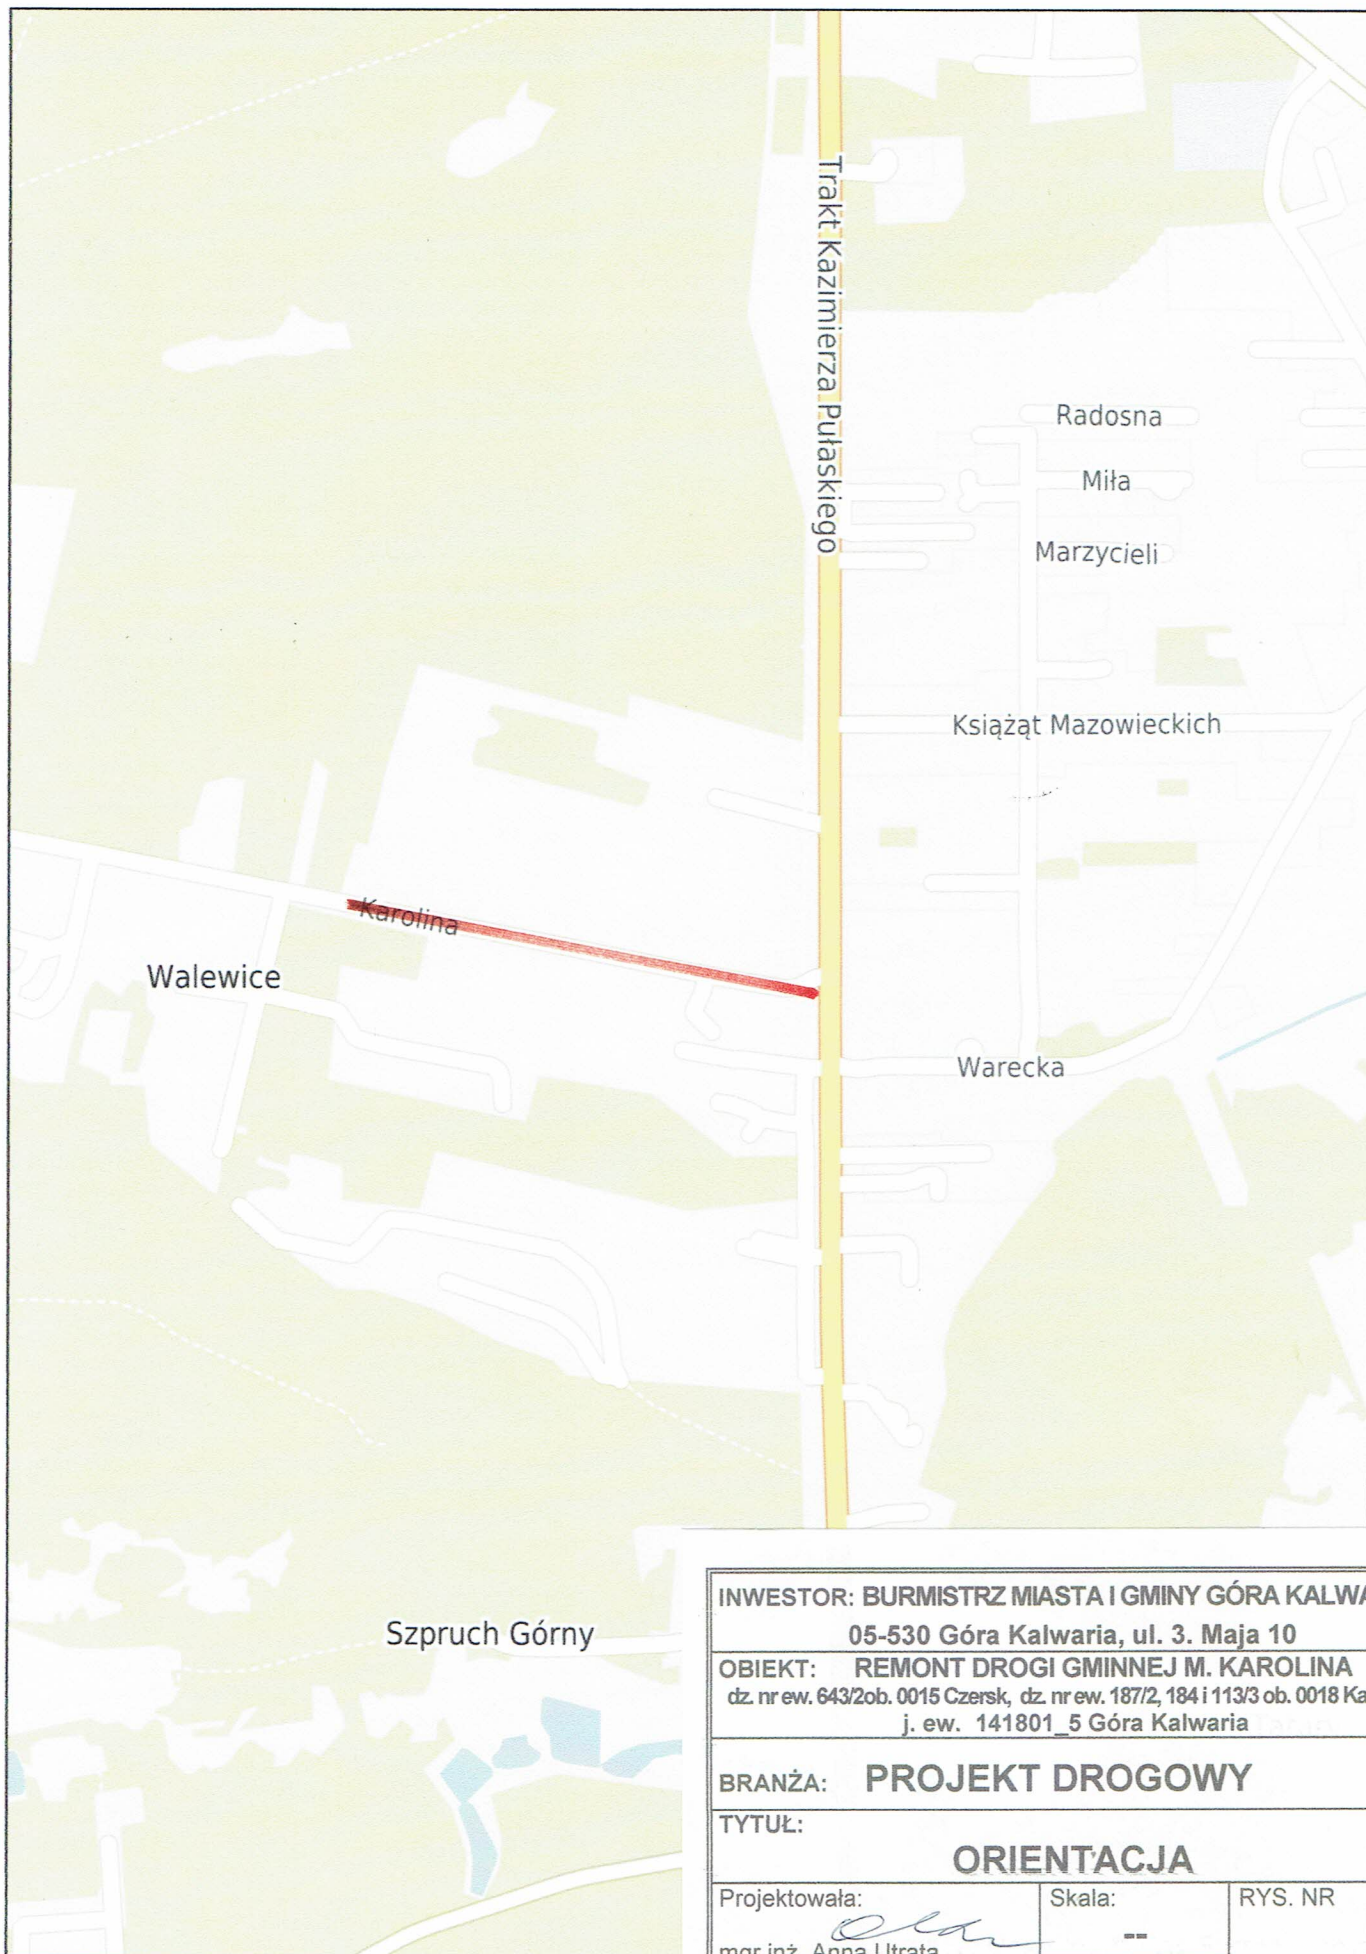 Trakt Kazimierza Pułaskiego
Radosna
Miła
Marzycieli
Książąt Mazowieckich
Karolina
Walewice
Warecka
Szpruch Górny
INWESTOR: BURMISTRZ MIASTA I GMINY GÓRA KALWA
05-530 Góra Kalwaria, ul. 3. Maja 10
OBIEKT: REMONT DROGI GMINNEJ M. KAROLINA
dz. nr ew. 643/2ob. 0015 Czersk, dz. nr ew. 187/2, 184 i 113/3 ob. 0018 Ka
j. ew. 141801_5 Góra Kalwaria
BRANŻA: PROJEKT DROGOWY
TYTUŁ:
ORIENTACJA
Projektowała: Skala: RYS. NR
--
mgr inż. Anna Utrata